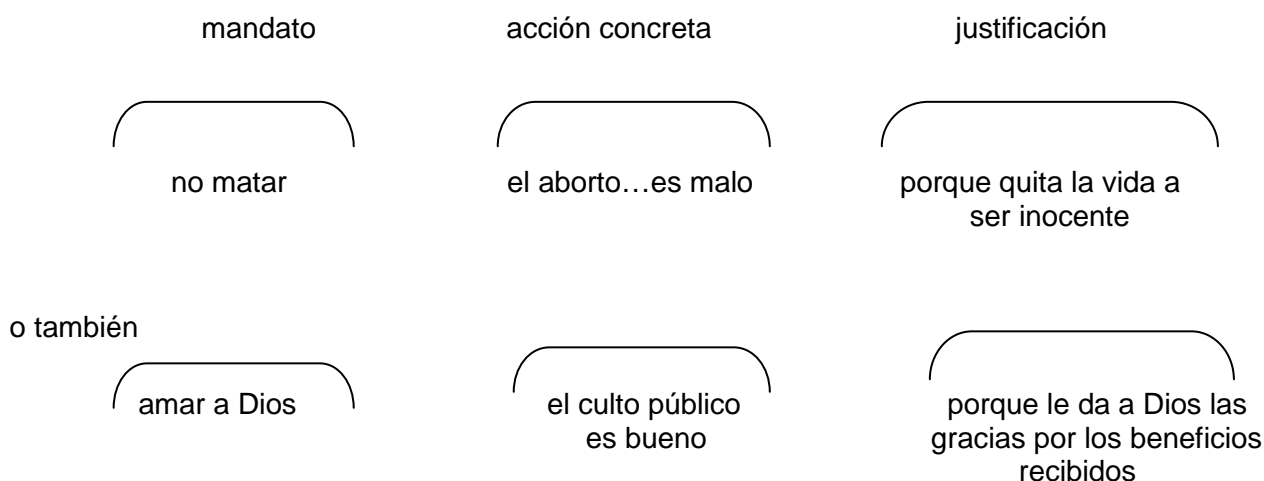 mandato acción concreta justificación
no matar el aborto…es malo porque quita la vida a
ser inocente
o también
amar a Dios el culto público porque le da a Dios las
es bueno gracias por los beneficios
recibidos